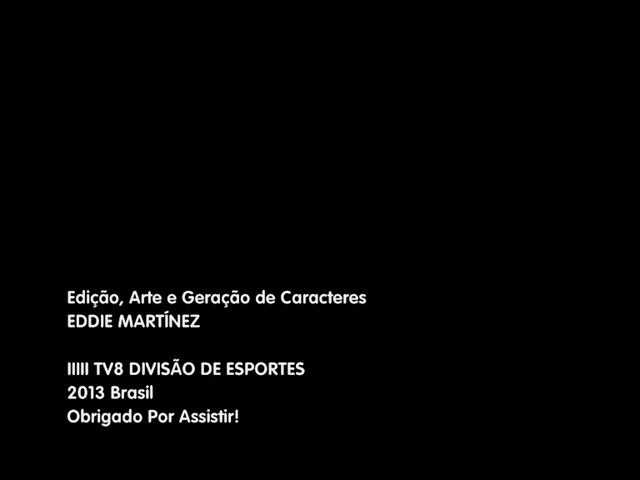 Edição, Arte e Geração de Caracteres
EDDIE MARTÍNEZ
IIIII TV8 DIVISÃO DE ESPORTES
2013 Brasil
Obrigado Por Assistir!